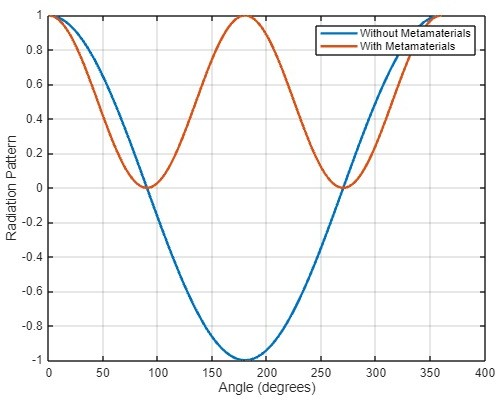 Without Metamaterials
With Metamaterials
1
0.8
0.6
0.4
0.2
0
-0.2
-0.4
-0.6
-0.8
-1
Radiation Pattern
0 50 100 150 200 250 300 350 400
Angle (degrees)